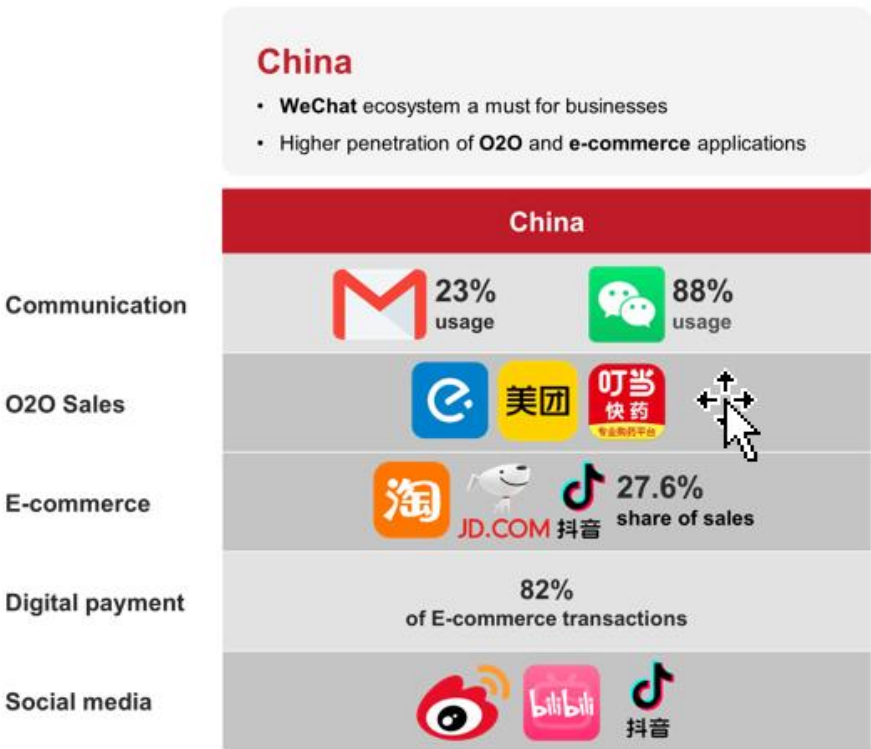 China
• WeChat ecosystem a must for businesses
• Higher penetration of O2O and e-commerce applications
China
Communication
23%
usage
88%
usage
O2O Sales
美团
叮当
快药
专业购药平台
E-commerce
淘
JD.COM
抖音
27.6%
share of sales
Digital payment
82%
of E-commerce transactions
Social media
bilibili
抖音